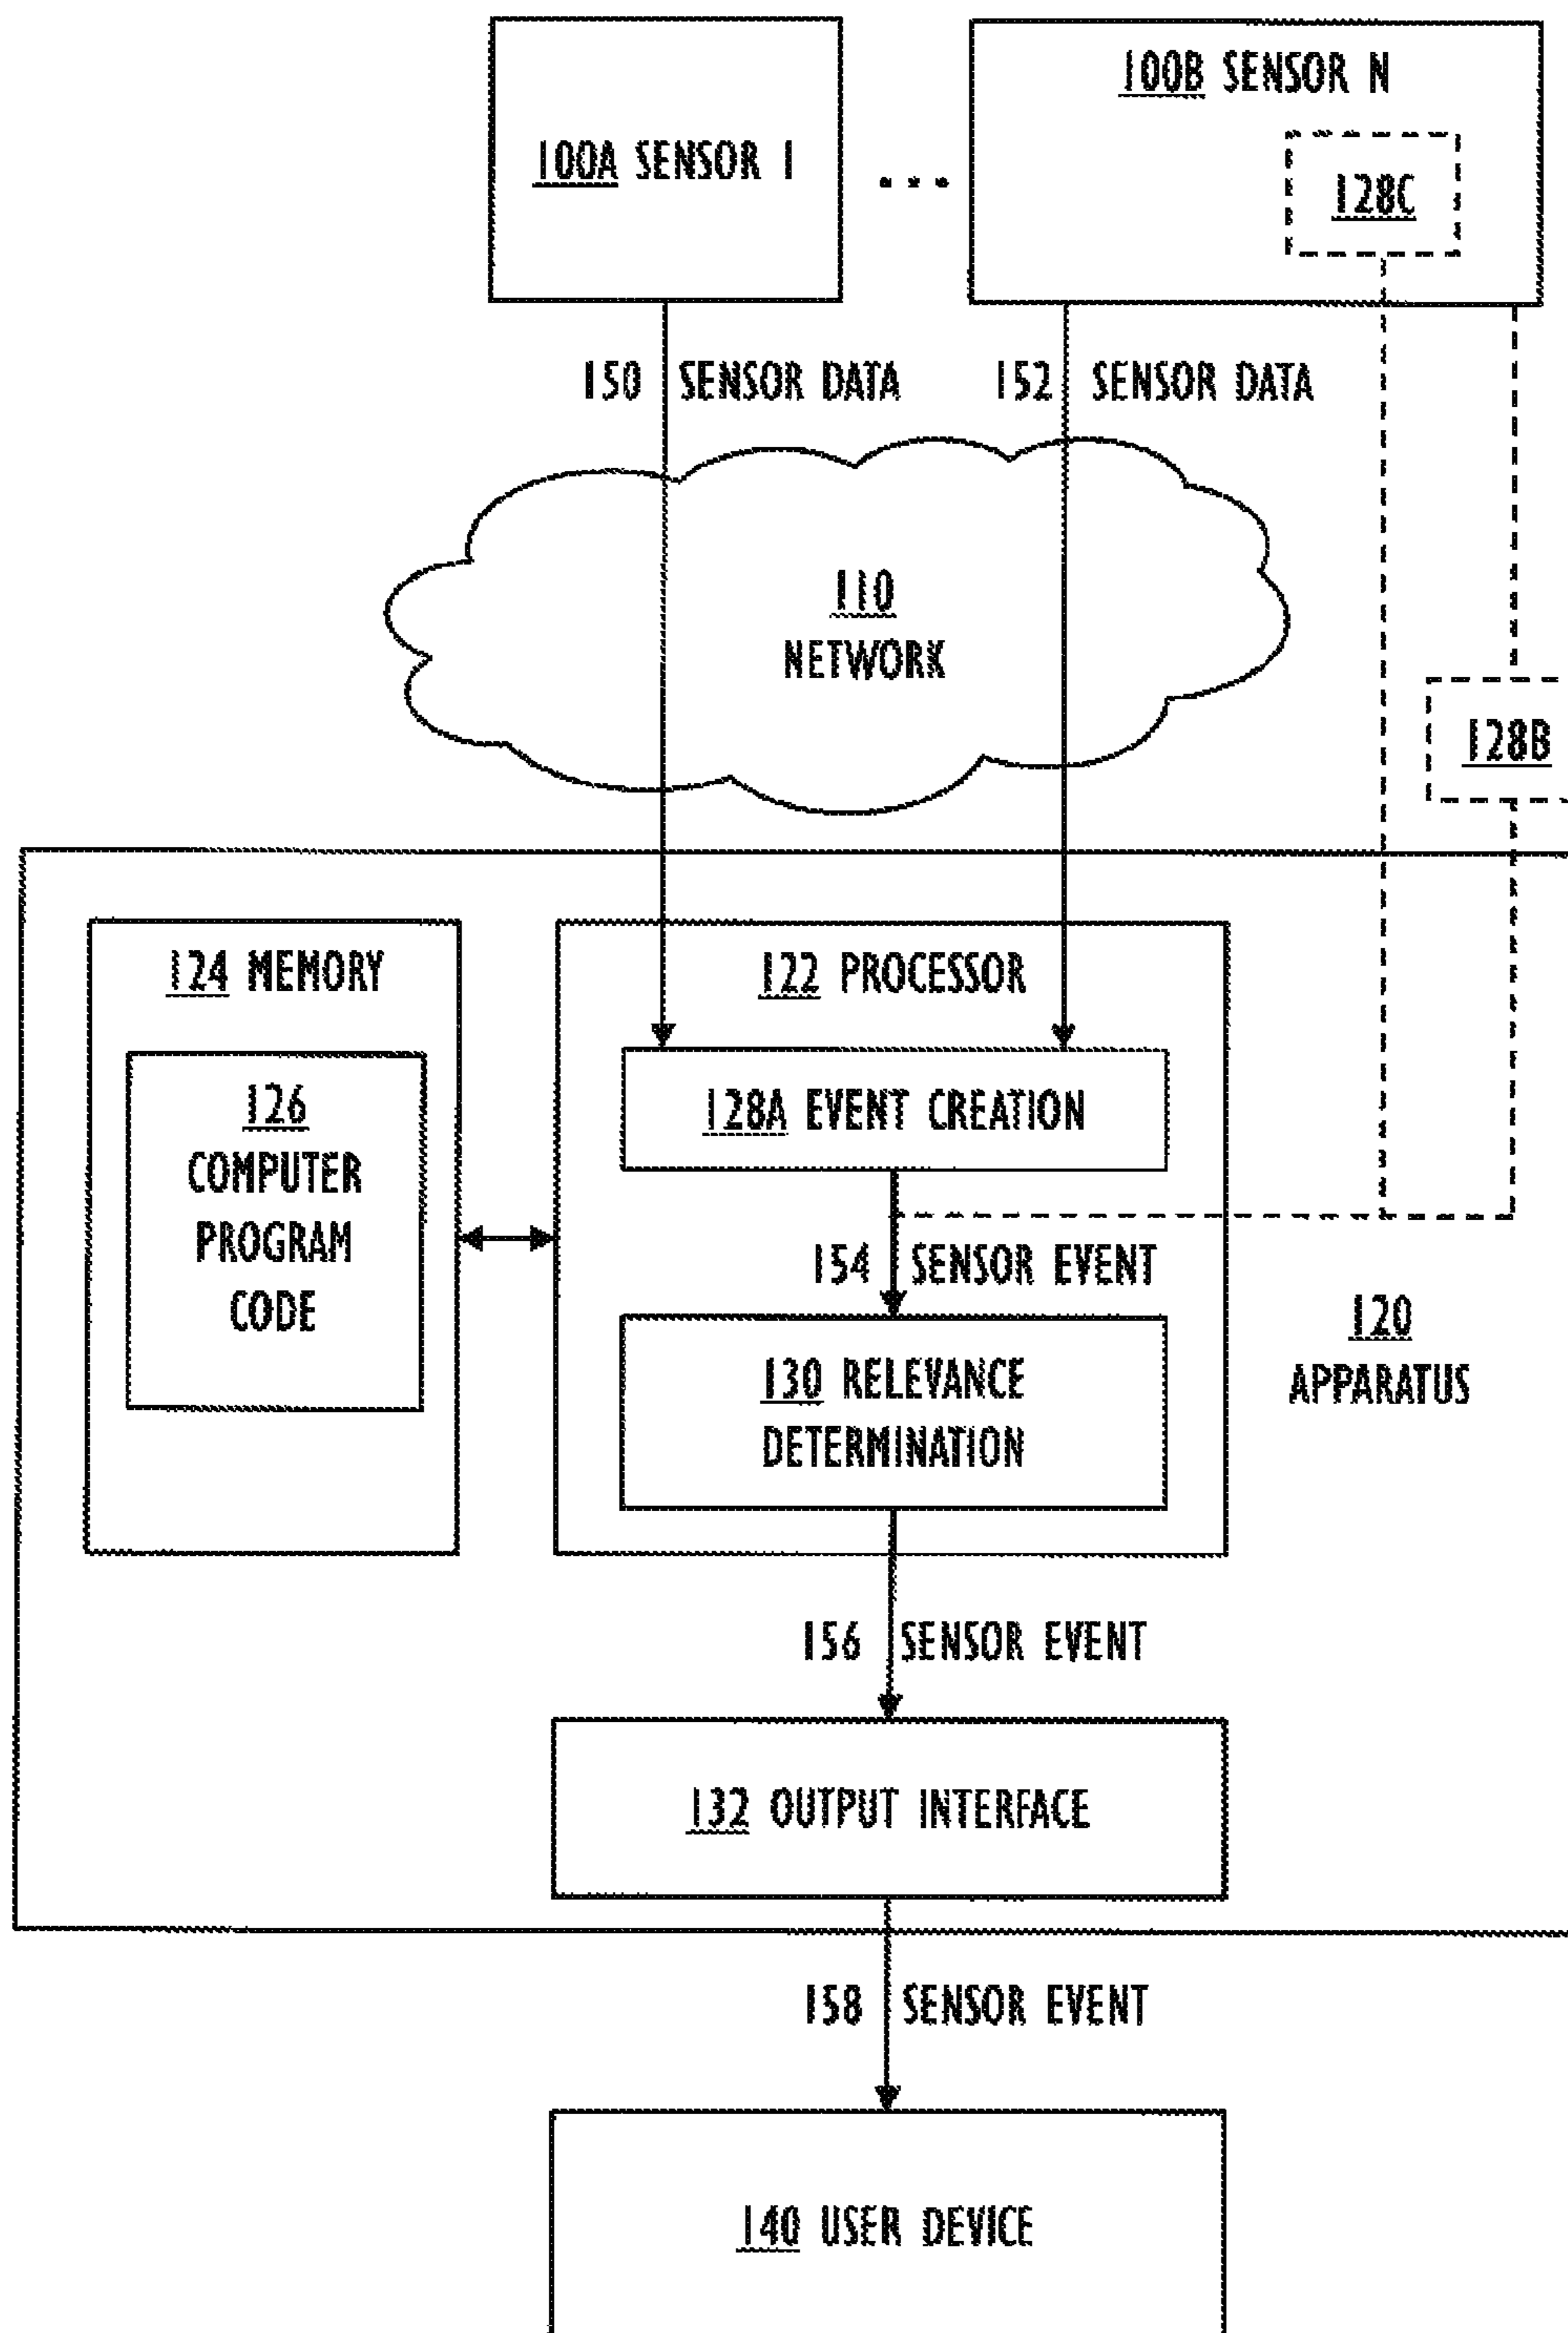 100B SENSOR N
100A SENSOR 1
...
128C
150 SENSOR DATA
152 SENSOR DATA
110
NETWORK
128B
124 MEMORY
122 PROCESSOR
126
COMPUTER
PROGRAM
CODE
128A EVENT CREATION
154 SENSOR EVENT
120
APPARATUS
130 RELEVANCE
DETERMINATION
156 SENSOR EVENT
132 OUTPUT INTERFACE
158 SENSOR EVENT
140 USER DEVICE